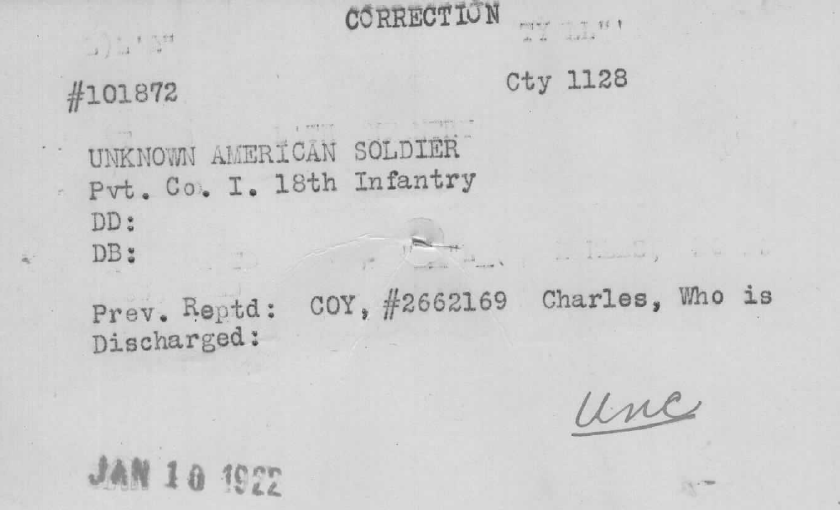 CORRECTION
#101872 Cty 1128
UNKNOWN AMERICAN SOLDIER
Pvt. Co. I. 18th Infantry
DD:
DB:
Prev. Reptd: COY, #2662169 Charles, Who is
Discharged:
Unc
JAN 10 1922